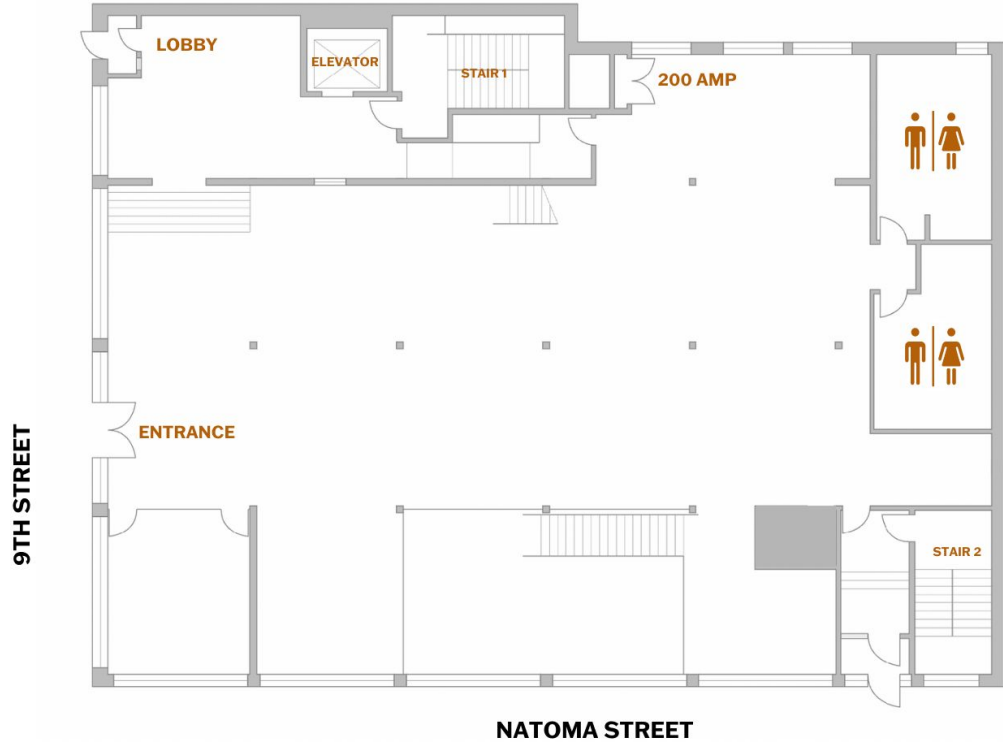 LOBBY
ELEVATOR
STAIR 1
200 AMP
ENTRANCE
9TH STREET
STAIR 2
NATOMA STREET